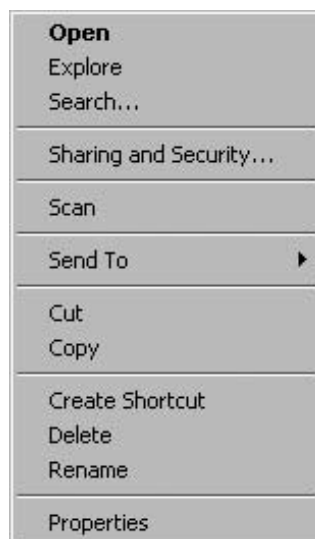 Open
Explore
Search...
Sharing and Security...
Scan
Send To
Cut
Copy
Create Shortcut
Delete
Rename
Properties